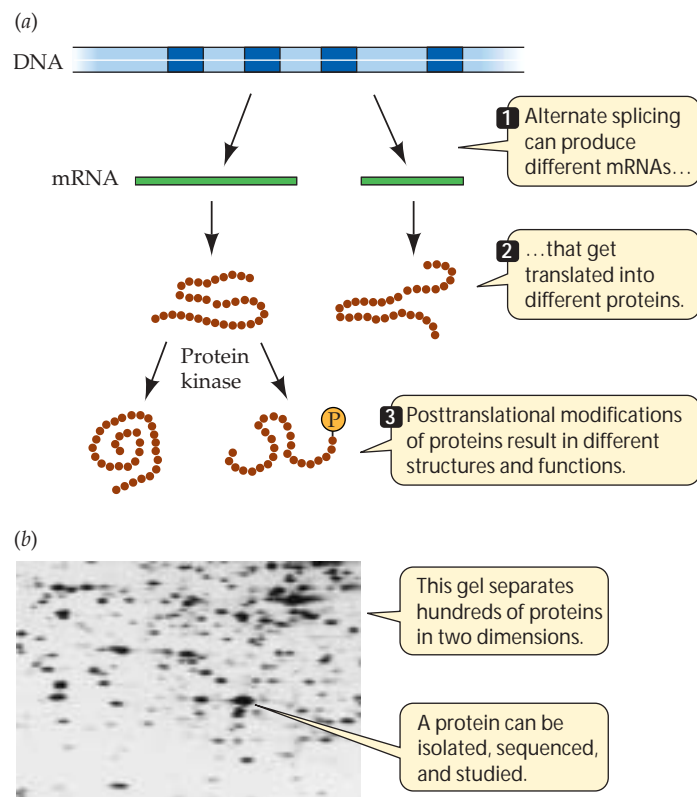 (a)
DNA
1 Alternate splicing
can produce
different mRNAs...
mRNA
2 ...that get
translated into
different proteins.
Protein
kinase
P
3 Posttranslational modifications
of proteins result in different
structures and functions.
(b)
This gel separates
hundreds of proteins
in two dimensions.
A protein can be
isolated, sequenced,
and studied.